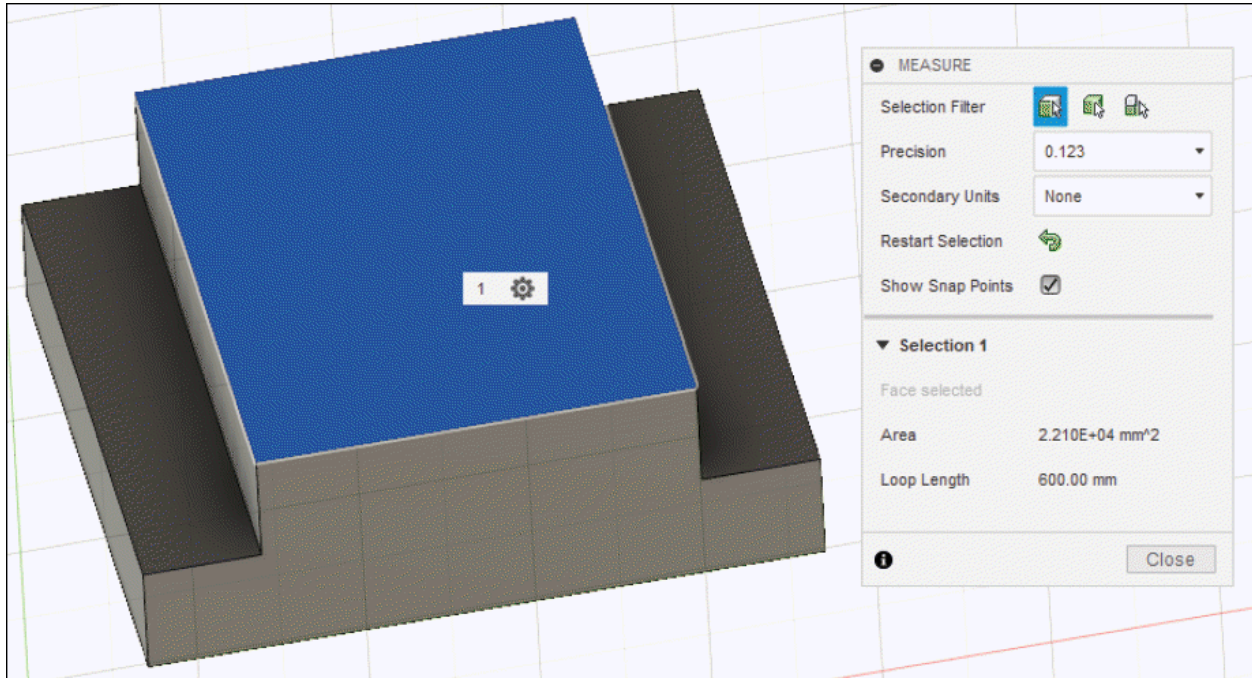 MEASURE
Selection Filter
Precision 0.123
Secondary Units None
Restart Selection
Show Snap Points
Selection 1
Face selected
Area 2.210E+04 mm^2
Loop Length 600.00 mm
Close
1